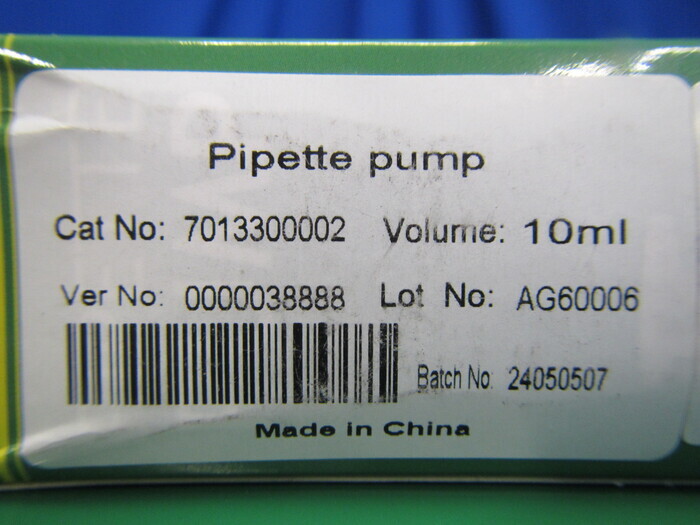 Pipette pump
Cat No: 7013300002 Volume: 10ml
Ver No: 0000038888 Lot No: AG60006
Batch No: 24050507
Made in China